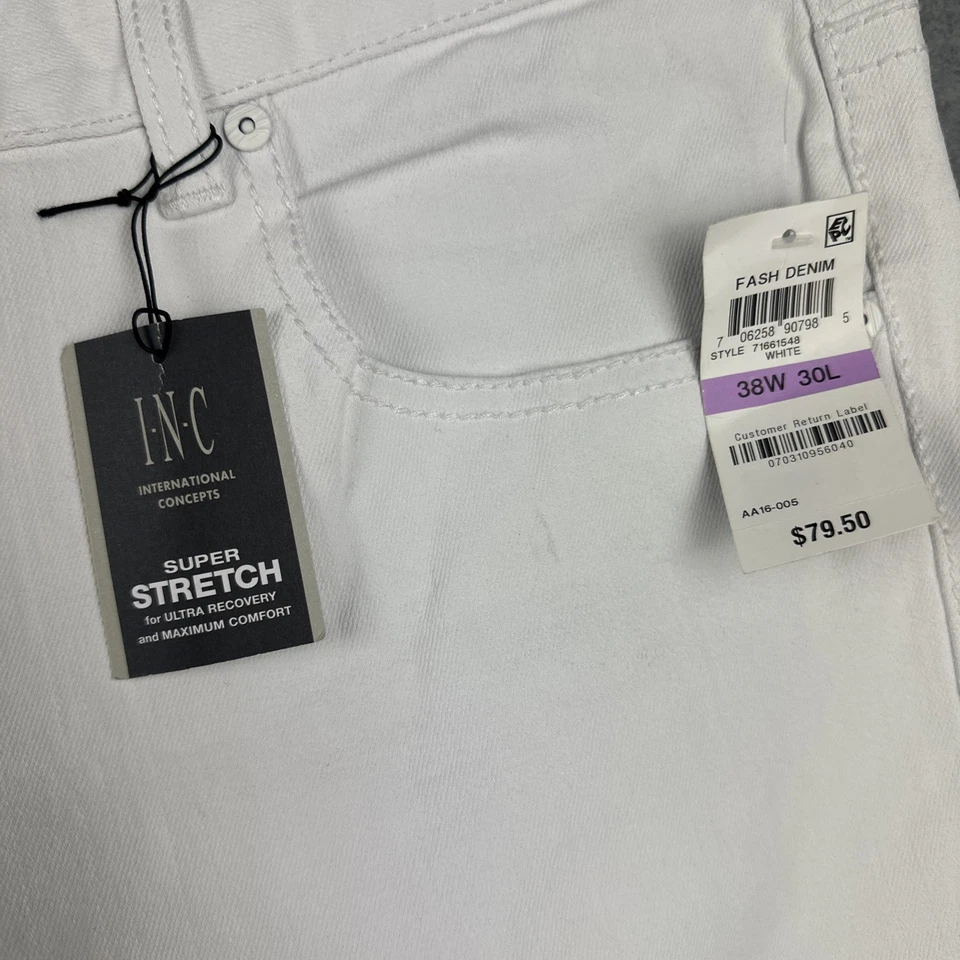 I·N·C
INTERNATIONAL
CONCEPTS
SUPER
STRETCH
for ULTRA RECOVERY
and MAXIMUM COMFORT
FASH DENIM
7 06258 90798 5
STYLE 71661548
WHITE
38W 30L
Customer Return Label
070310956040
AA16-005
$79.50